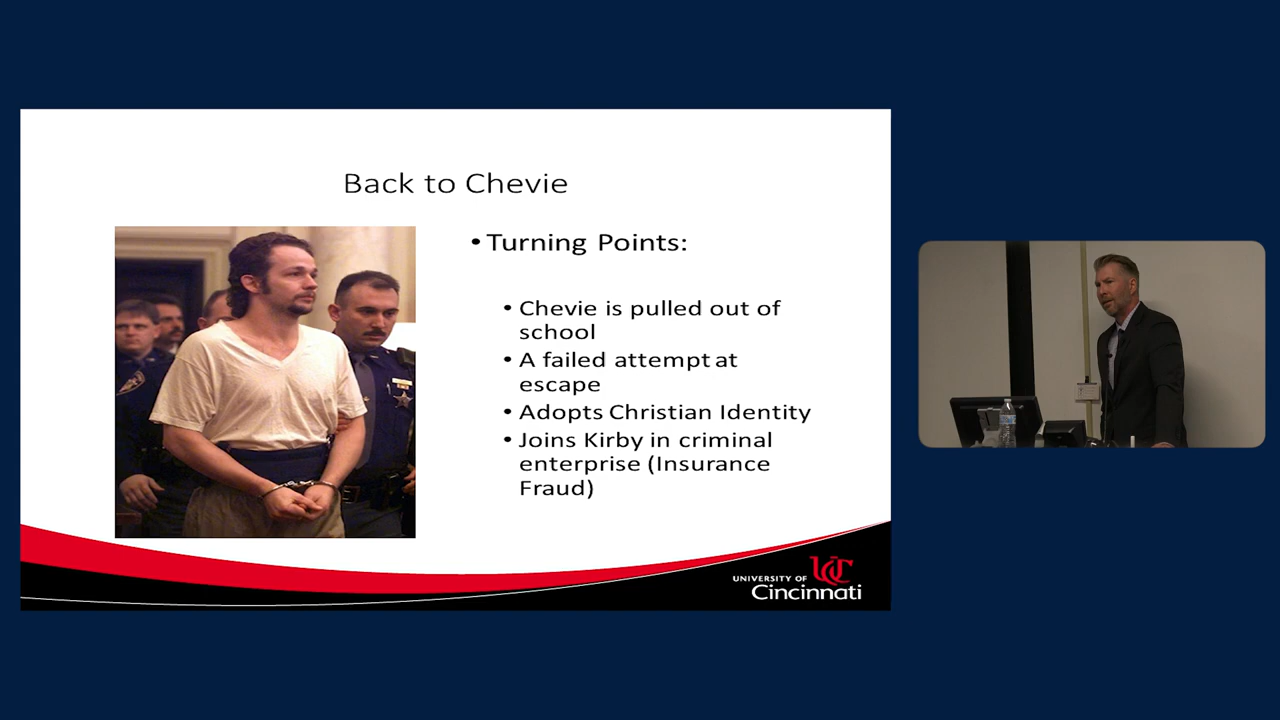 Back to Chevie
• Turning Points:
• Chevie is pulled out of
school
• A failed attempt at
escape
• Adopts Christian Identity
• Joins Kirby in criminal
enterprise (Insurance
Fraud)
UC
UNIVERSITY OF
Cincinnati